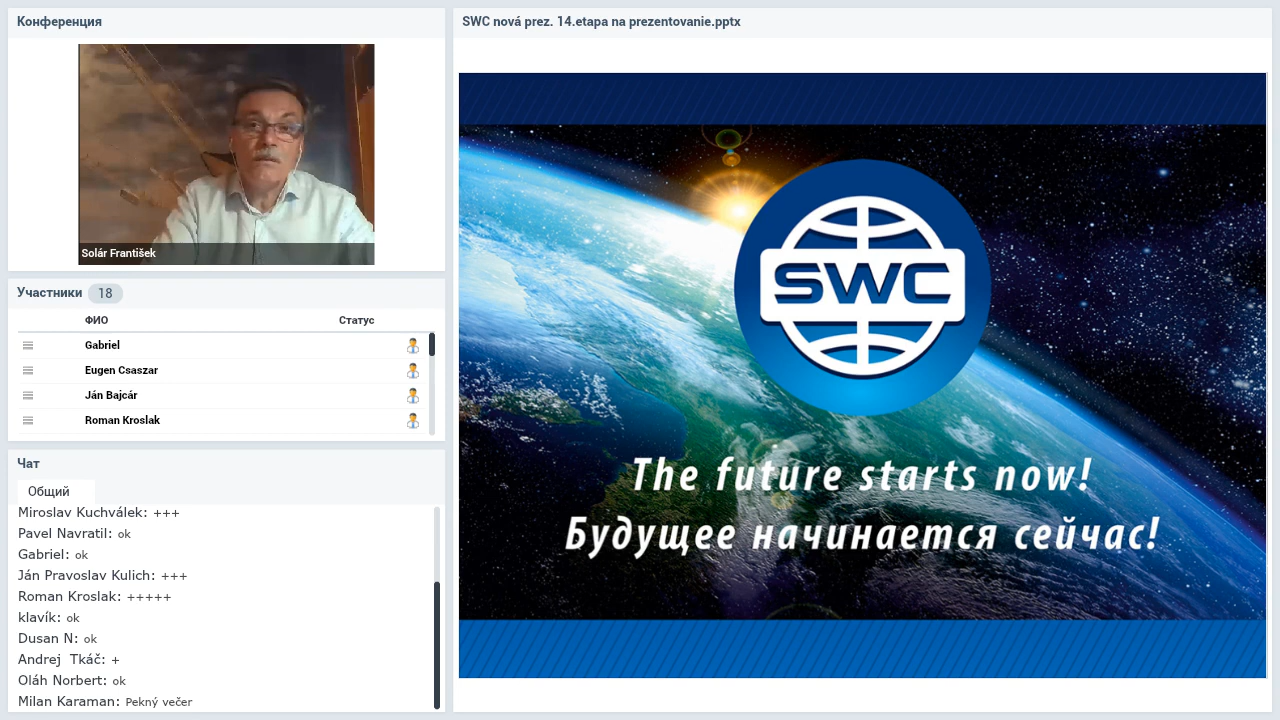 Конференция
Solár František
Участники 18
ФИО Статус
Gabriel
Eugen Csaszar
Ján Bajcár
Roman Kroslak
Чат
Общий
Miroslav Kuchválek: +++
Pavel Navratil: ok
Gabriel: ok
Ján Pravoslav Kulich: +++
Roman Kroslak: +++++
klavík: ok
Dusan N: ok
Andrej Tkáč: +
Oláh Norbert: ok
Milan Karaman: Pekný večer
SWC nová prez. 14.etapa na prezentovanie.pptx
SWC
The future starts now!
Будущее начинается сейчас!